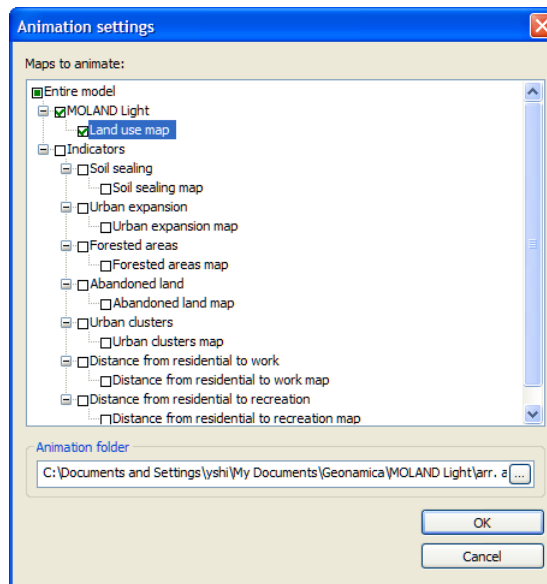 Animation settings
Maps to animate:
Entire model
MOLAND Light
Land use map
Indicators
Soil sealing
Soil sealing map
Urban expansion
Urban expansion map
Forested areas
Forested areas map
Abandoned land
Abandoned land map
Urban clusters
Urban clusters map
Distance from residential to work
Distance from residential to work map
Distance from residential to recreation
Distance from residential to recreation map
Animation folder
C:\Documents and Settings\yshi\My Documents\Geonamica\MOLAND Light\arr. a ...
OK
Cancel